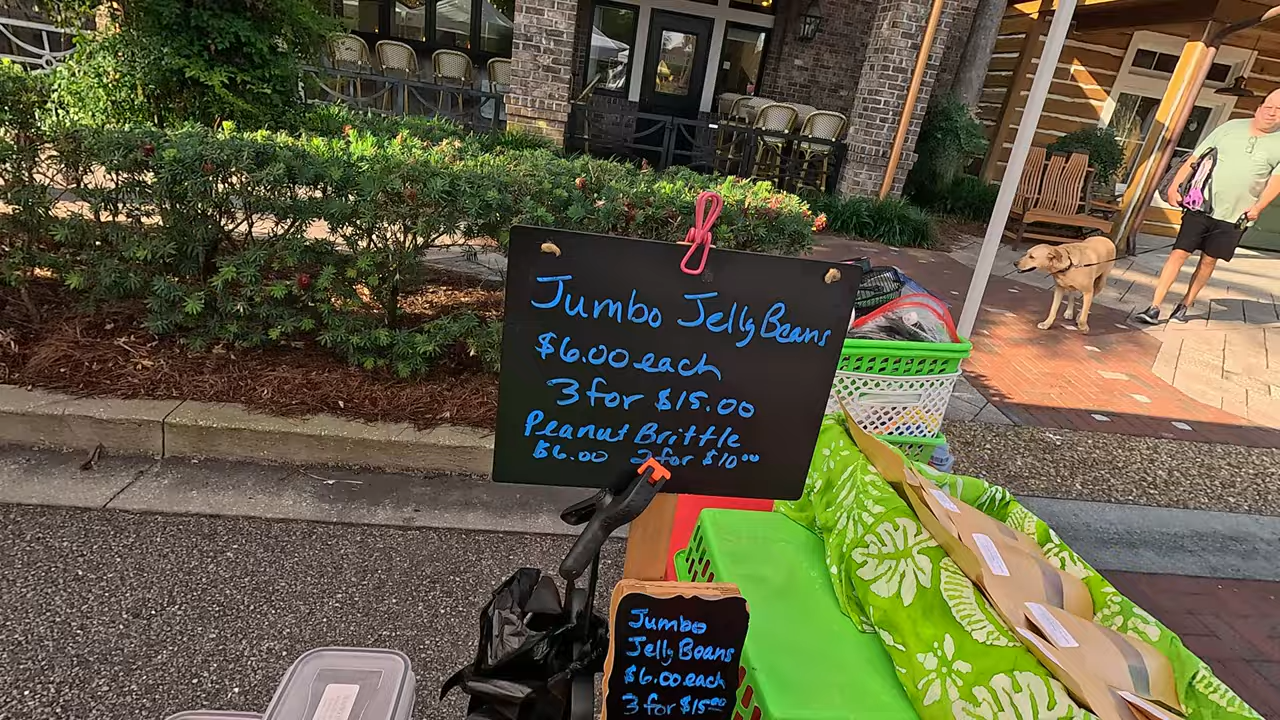 Jumbo Jelly Beans
$6.00 each
3 for $15.00
Peanut Brittle
$6.00 2 for $10.00
Jumbo
Jelly Beans
$6.00 each
3 for $15.00